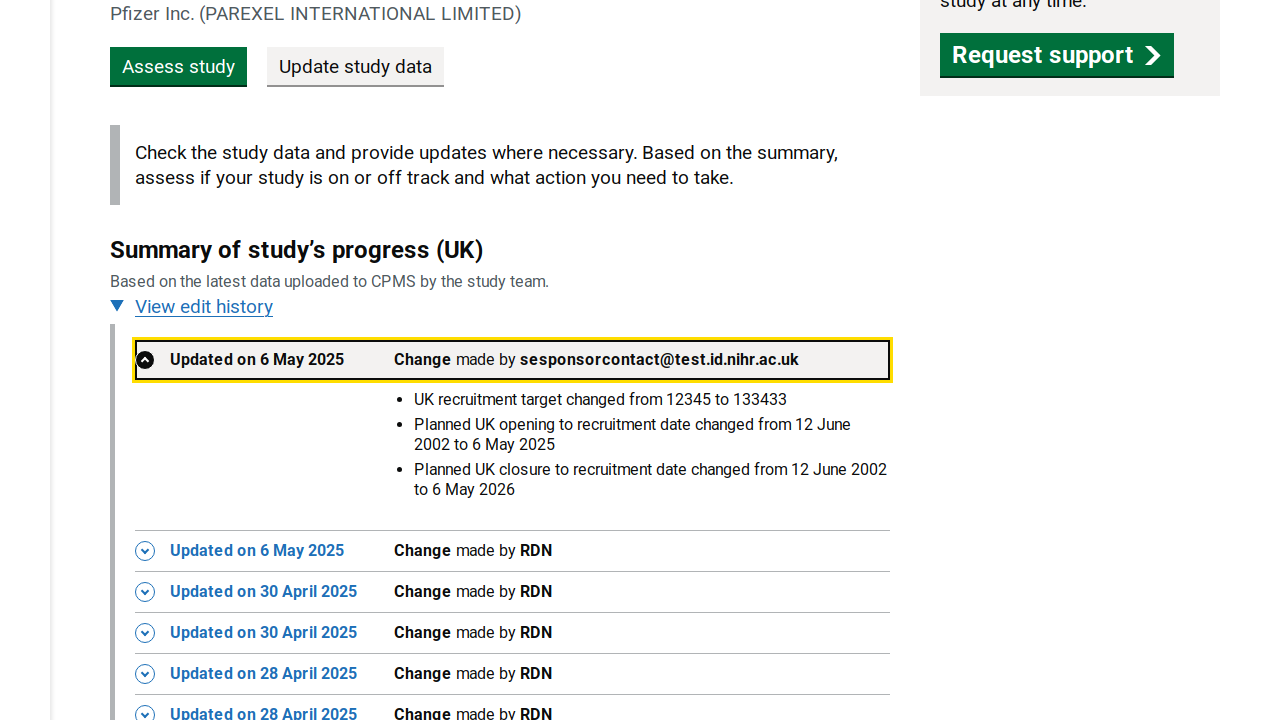 study at any time.
Pfizer Inc. (PAREXEL INTERNATIONAL LIMITED)
Assess study
Update study data
Request support
Check the study data and provide updates where necessary. Based on the summary,
assess if your study is on or off track and what action you need to take.
Summary of study’s progress (UK)
Based on the latest data uploaded to CPMS by the study team.
View edit history
Updated on 6 May 2025 Change made by sesponsorcontact@test.id.nihr.ac.uk
UK recruitment target changed from 12345 to 133433
Planned UK opening to recruitment date changed from 12 June
2002 to 6 May 2025
Planned UK closure to recruitment date changed from 12 June 2002
to 6 May 2026
Updated on 6 May 2025 Change made by RDN
Updated on 30 April 2025 Change made by RDN
Updated on 30 April 2025 Change made by RDN
Updated on 28 April 2025 Change made by RDN
Updated on 28 April 2025 Change made by RDN